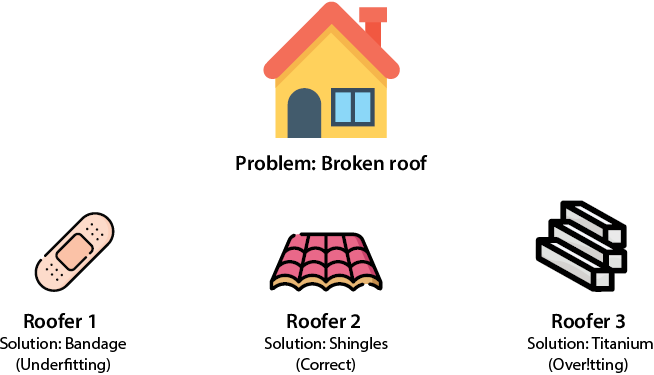 Problem: Broken roof
Roofer 1
Solution: Bandage
(Underfitting)
Roofer 2
Solution: Shingles
(Correct)
Roofer 3
Solution: Titanium
(Over!tting)